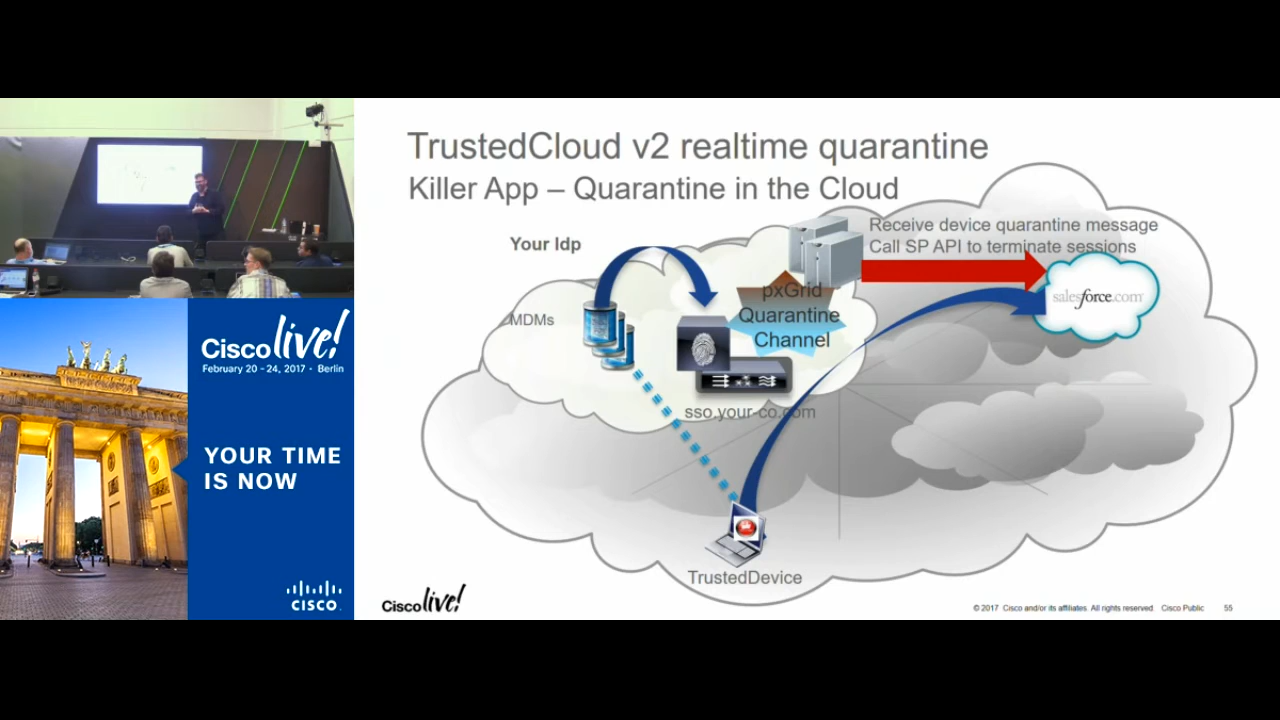 TrustedCloud v2 realtime quarantine
Killer App – Quarantine in the Cloud
Receive device quarantine message
Call SP API to terminate sessions
Your Idp
MDMs
pxGrid
Quarantine
Channel
salesforce.com
sso.your-co.com
TrustedDevice
Cisco live!
© 2017 Cisco and/or its affiliates. All rights reserved. Cisco Public 55
Cisco live!
February 20 - 24, 2017 • Berlin
YOUR TIME
IS NOW
CISCO